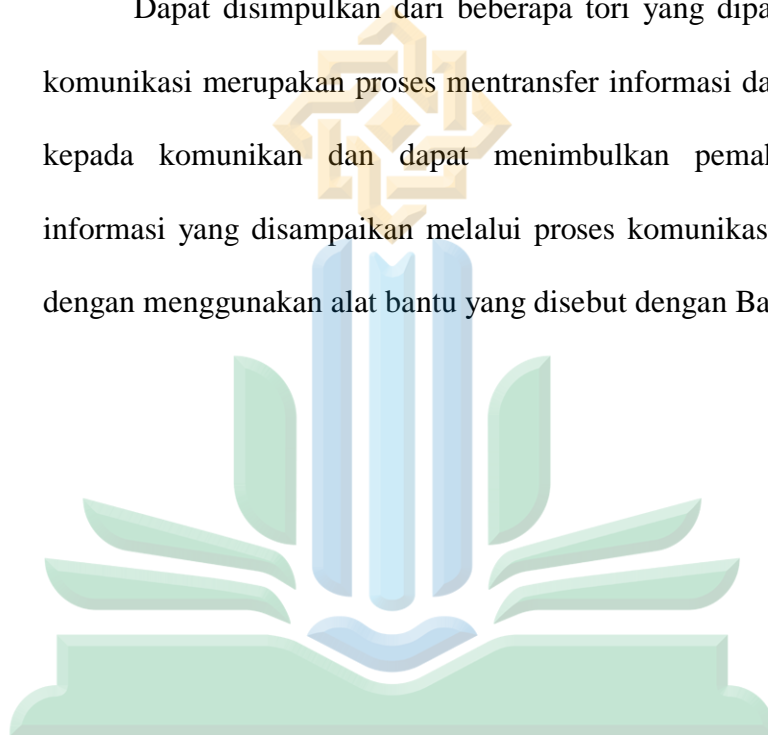 Dapat disimpulkan dari beberapa tori yang dipa
komunikasi merupakan proses mentransfer informasi da
kepada komunikan dan dapat menimbulkan pemal
informasi yang disampaikan melalui proses komunikas
dengan menggunakan alat bantu yang disebut dengan Ba